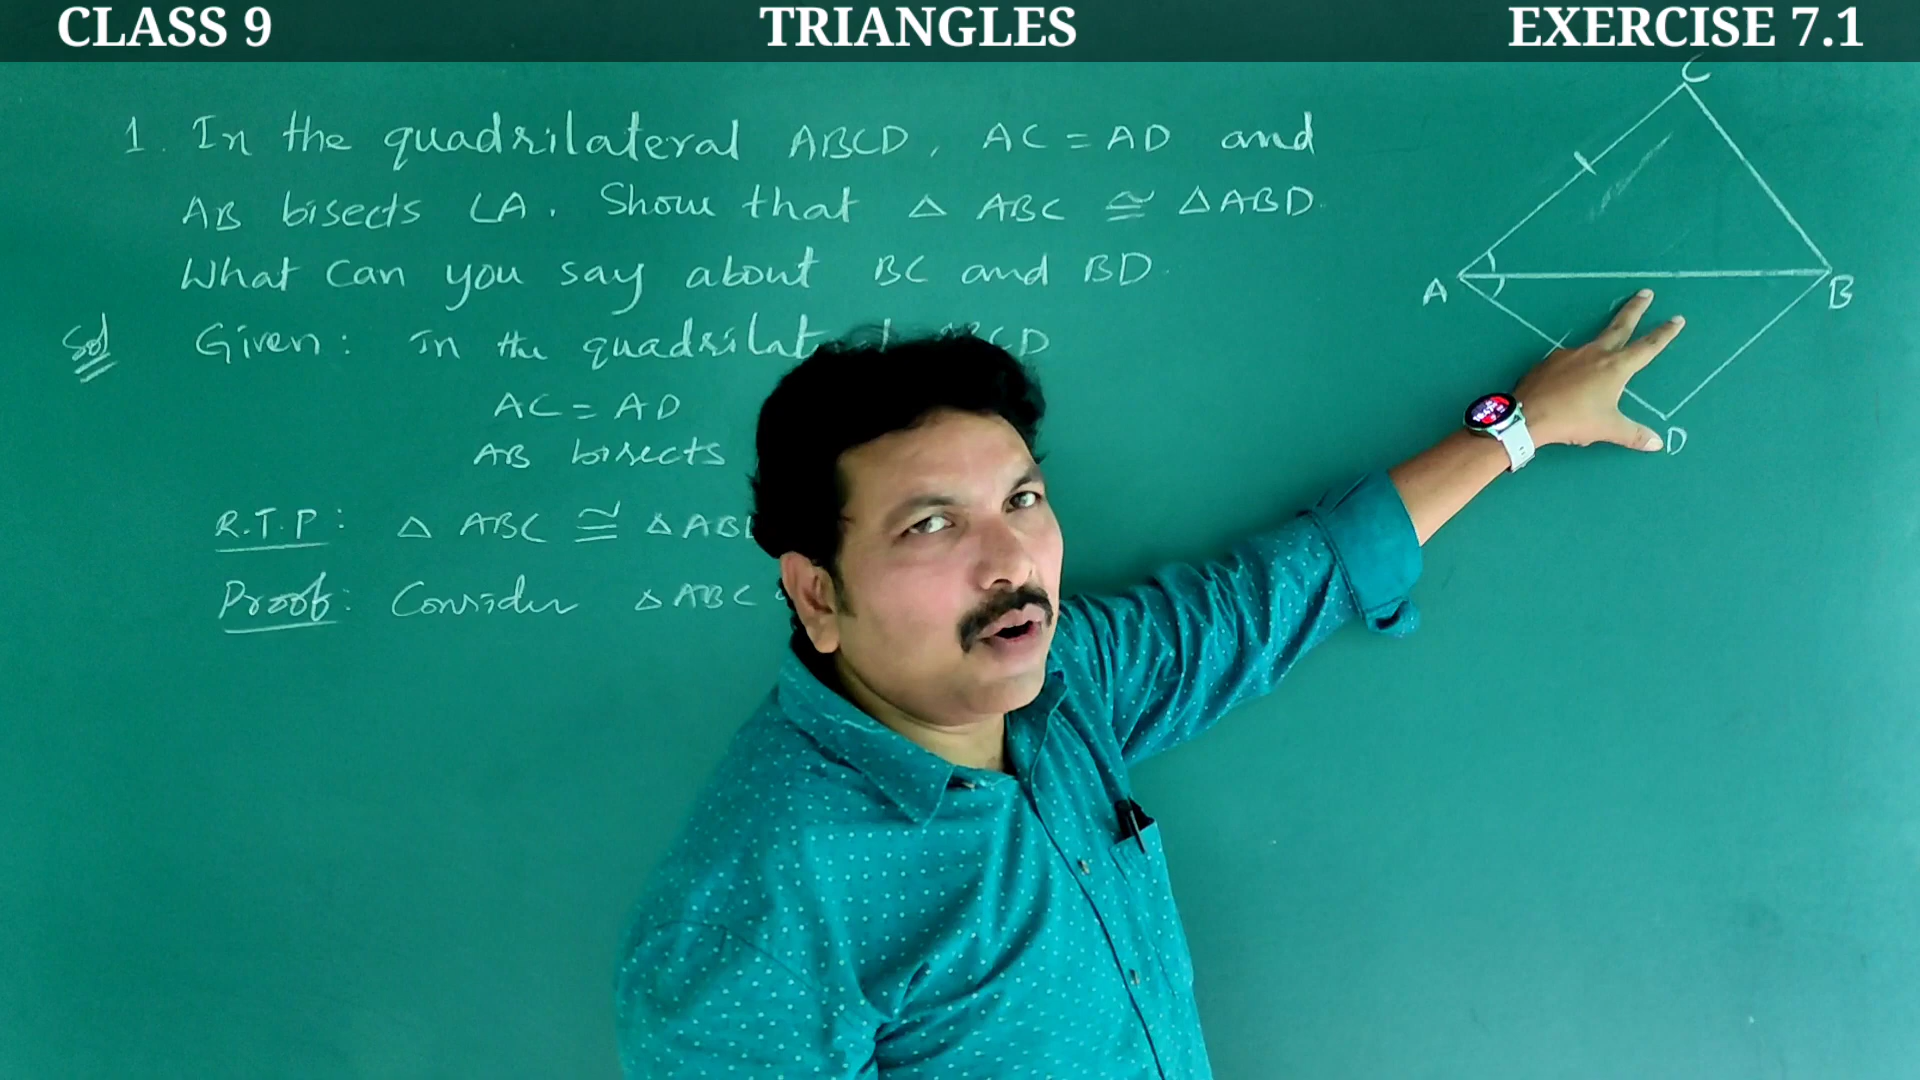 CLASS 9 TRIANGLES EXERCISE 7.1
1. In the quadrilateral ABCD, AC = AD and
AB bisects ∠A. Show that △ ABC ≅ △ABD.
What can you say about BC and BD.
Sol Given: in the quadrilat CD
AC = AD
AB bisects
R.T.P: △ ABC ≅ △AB
Proof: Consider △ABC
C
A
B
D